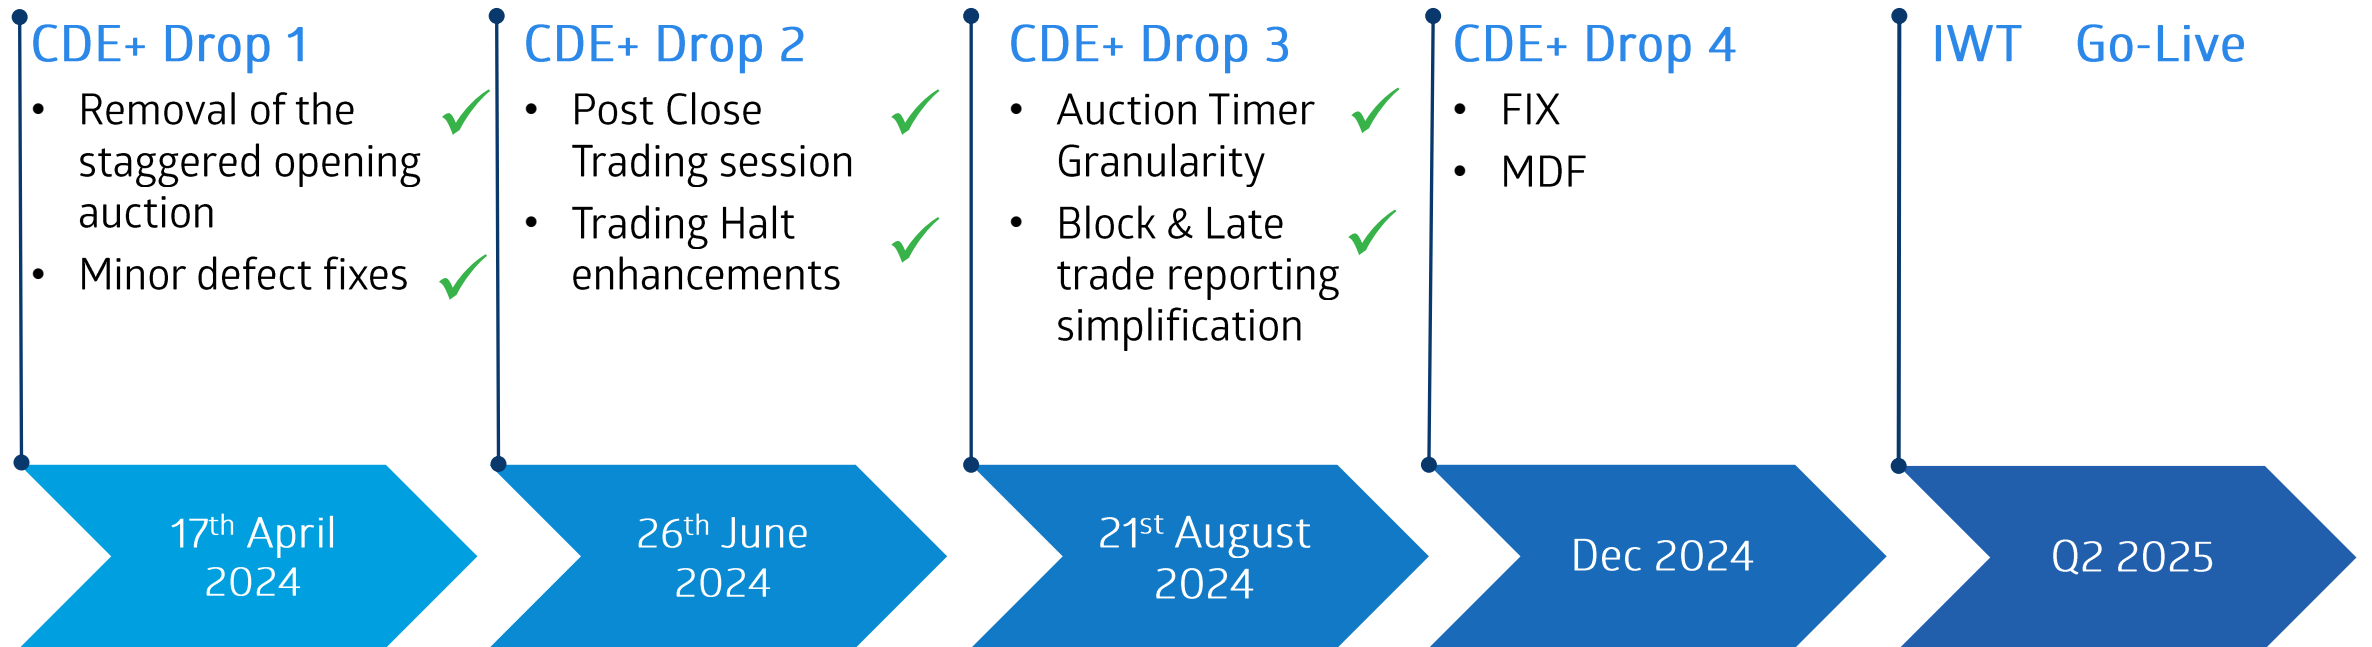 CDE+ Drop 1
• Removal of the
staggered opening
auction
• Minor defect fixes
17th April
2024
CDE+ Drop 2
• Post Close
Trading session
• Trading Halt
enhancements
26th June
2024
CDE+ Drop 3
• Auction Timer
Granularity
• Block & Late
trade reporting
simplification
21st August
2024
CDE+ Drop 4
• FIX
• MDF
Dec 2024
IWT Go-Live
Q2 2025